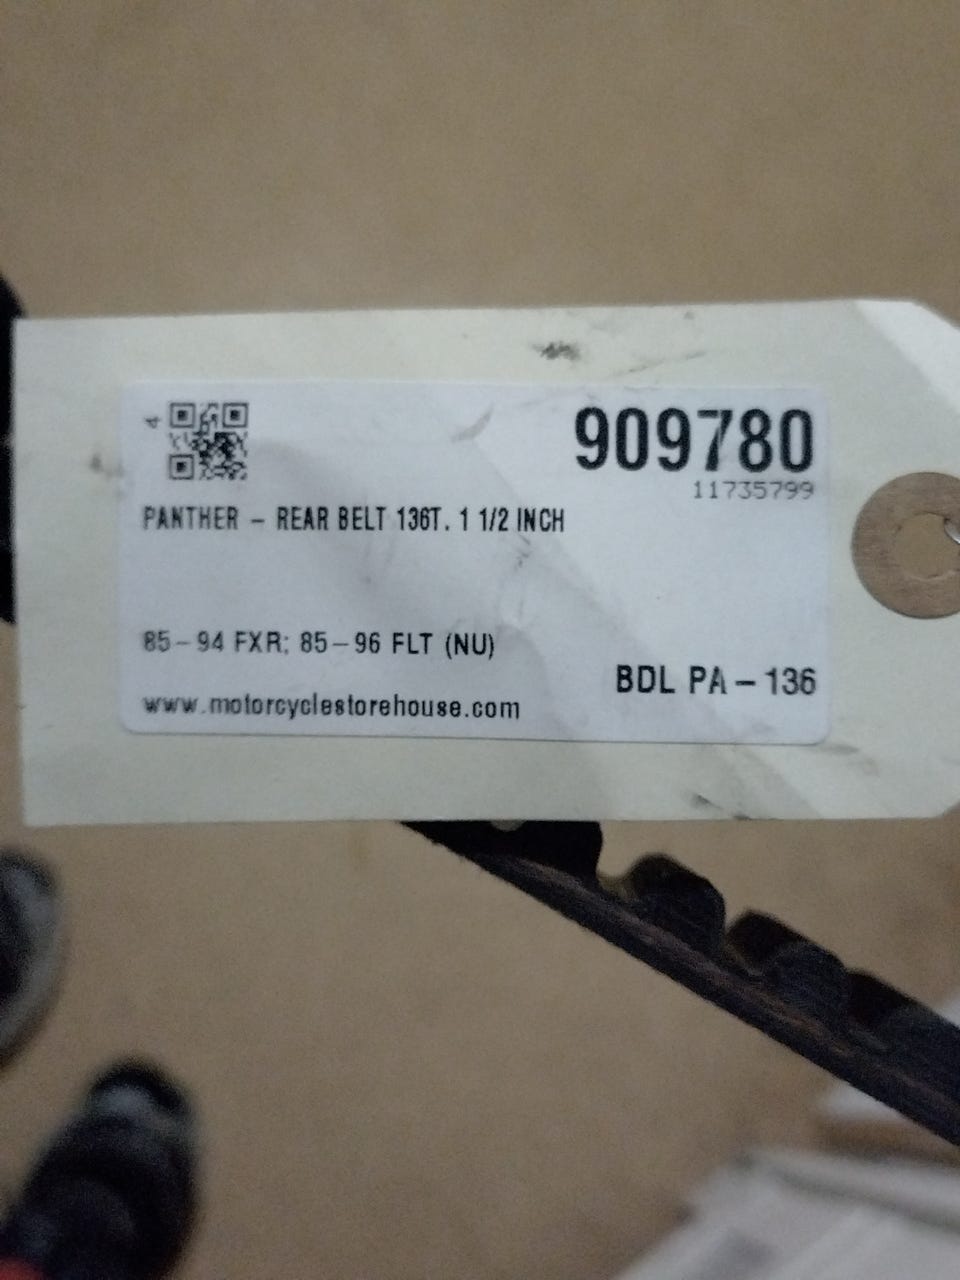 4
909780
11735799
PANTHER - REAR BELT 136T. 1 1/2 INCH
85-94 FXR; 85-96 FLT (NU)
BDL PA-136
www.motorcyclestorehouse.com